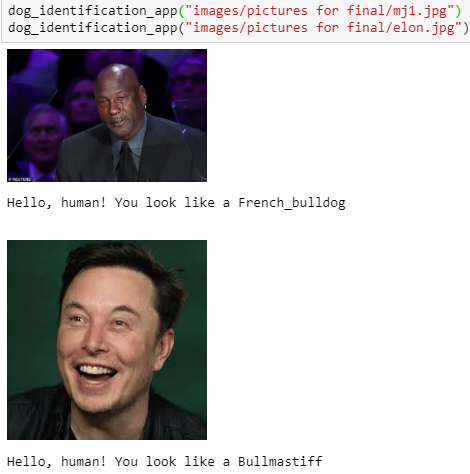 dog_identification_app("images/pictures for final/mj1.jpg")
dog_identification_app("images/pictures for final/elon.jpg")
© REUTERS
Hello, human! You look like a French_bulldog
Hello, human! You look like a Bullmastiff